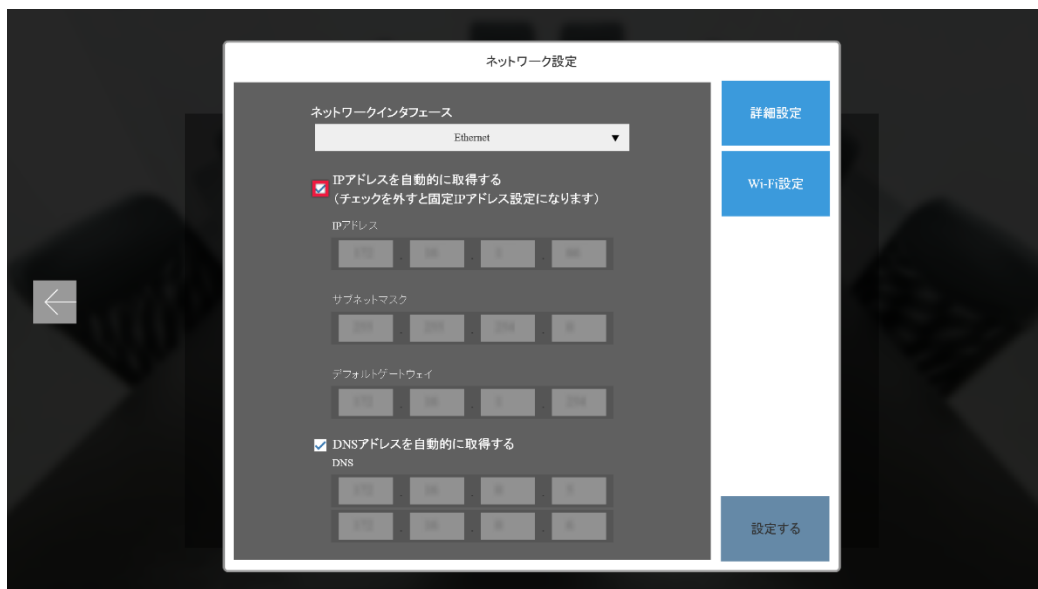 ネットワーク設定
ネットワークインタフェース
Ethernet
IPアドレスを自動的に取得する
(チェックを外すと固定IPアドレス設定になります)
IPアドレス
サブネットマスク
デフォルトゲートウェイ
DNSアドレスを自動的に取得する
DNS
詳細設定
Wi-Fi設定
設定する